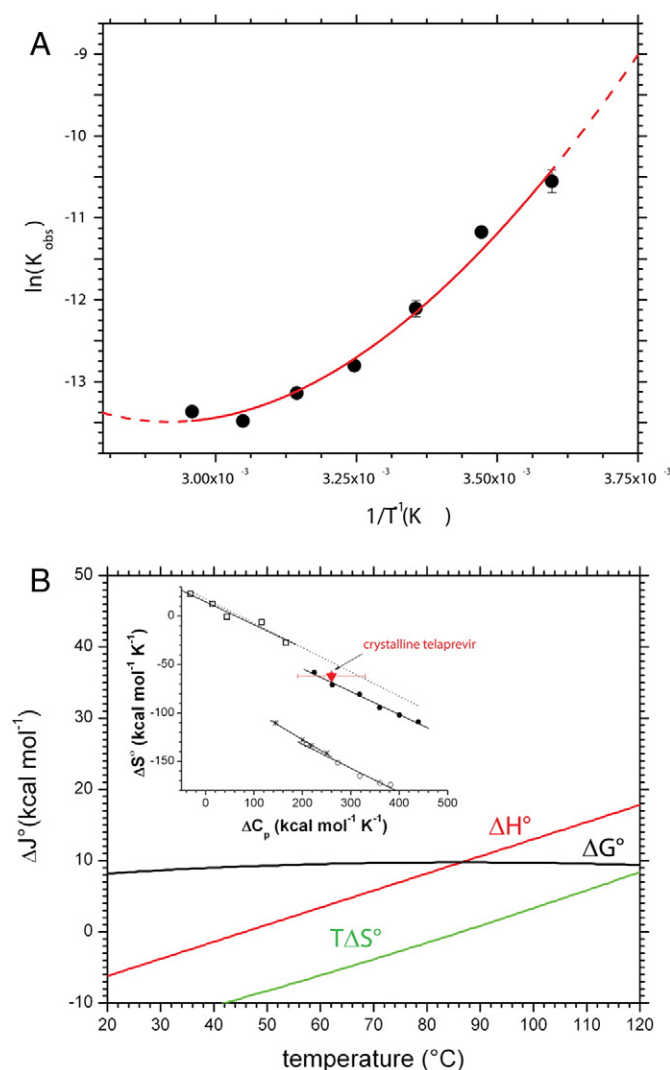 A
-9
-10
-11
-12
-13
ln(K obs)
3.00x10 -3
3.25x10 -3
3.50x10 -3
3.75x10 -3
1/T¹(K )
B
50
40
30
20
10
0
-10
ΔJ° (kcal mol⁻¹)
0
-50
-100
-150
ΔS° (kcal mol⁻¹ K⁻¹)
crystalline telaprevir
0 100 200 300 400 500
ΔCp (kcal mol⁻¹ K⁻¹)
ΔH°
ΔG°
TΔS°
20 30 40 50 60 70 80 90 100 110 120
temperature (°C)